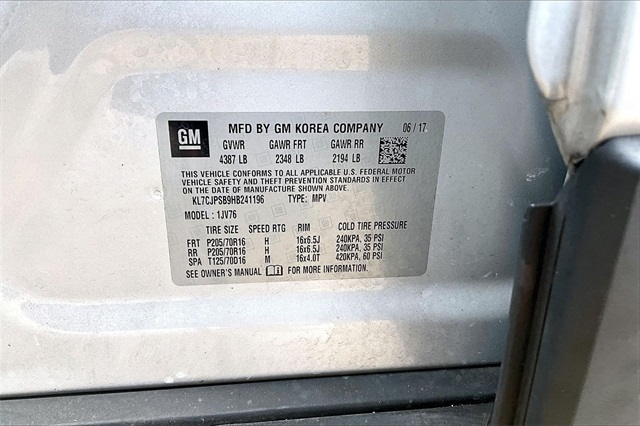 GM MFD BY GM KOREA COMPANY 06 / 17
GVWR GAWR FRT GAWR RR
4387 LB 2348 LB 2194 LB
THIS VEHICLE CONFORMS TO ALL APPLICABLE U.S. FEDERAL MOTOR
VEHICLE SAFETY AND THEFT PREVENTION STANDARDS IN EFFECT ON
THE DATE OF MANUFACTURE SHOWN ABOVE.
KL7CJPSB9HB241196 TYPE: MPV
MODEL : 1JV76
TIRE SIZE SPEED RTG RIM COLD TIRE PRESSURE
FRT P205/70R16 H 16x6.5J 240KPA, 35 PSI
RR P205/70R16 H 16x6.5J 240KPA, 35 PSI
SPA T125/70D16 M 16x4.0T 420KPA, 60 PSI
SEE OWNER'S MANUAL FOR MORE INFORMATION.